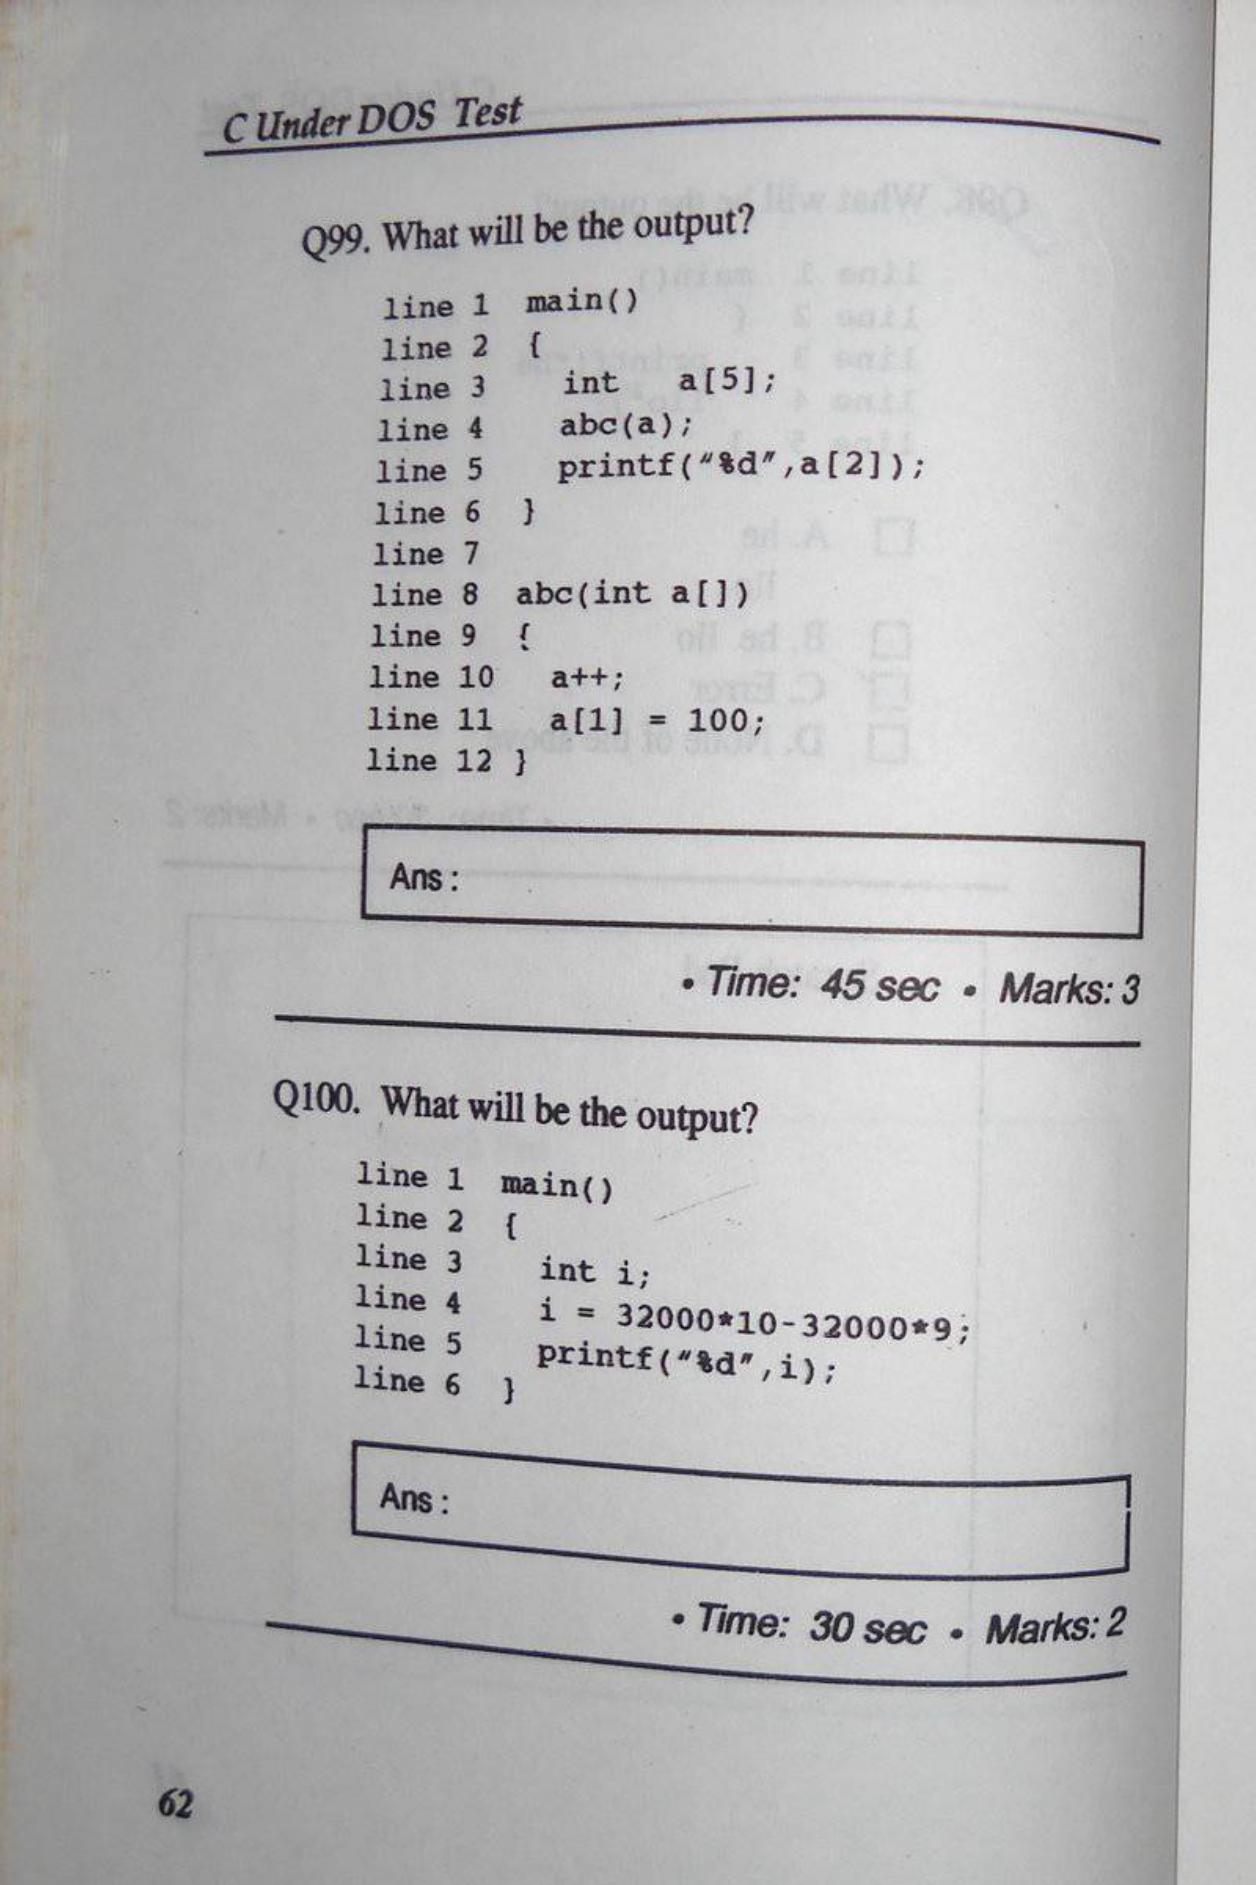 C Under DOS Test
Q99. What will be the output?
line 1 main()
line 2 {
line 3 int a[5];
line 4 abc(a);
line 5 printf("%d",a[2]);
line 6 }
line 7
line 8 abc(int a[])
line 9 {
line 10 a++;
line 11 a[1] = 100;
line 12 }
Ans :
• Time: 45 sec • Marks: 3
Q100. What will be the output?
line 1 main()
line 2 {
line 3 int i;
line 4 i = 32000*10-32000*9;
line 5 printf("%d",i);
line 6 }
Ans :
• Time: 30 sec • Marks: 2
62